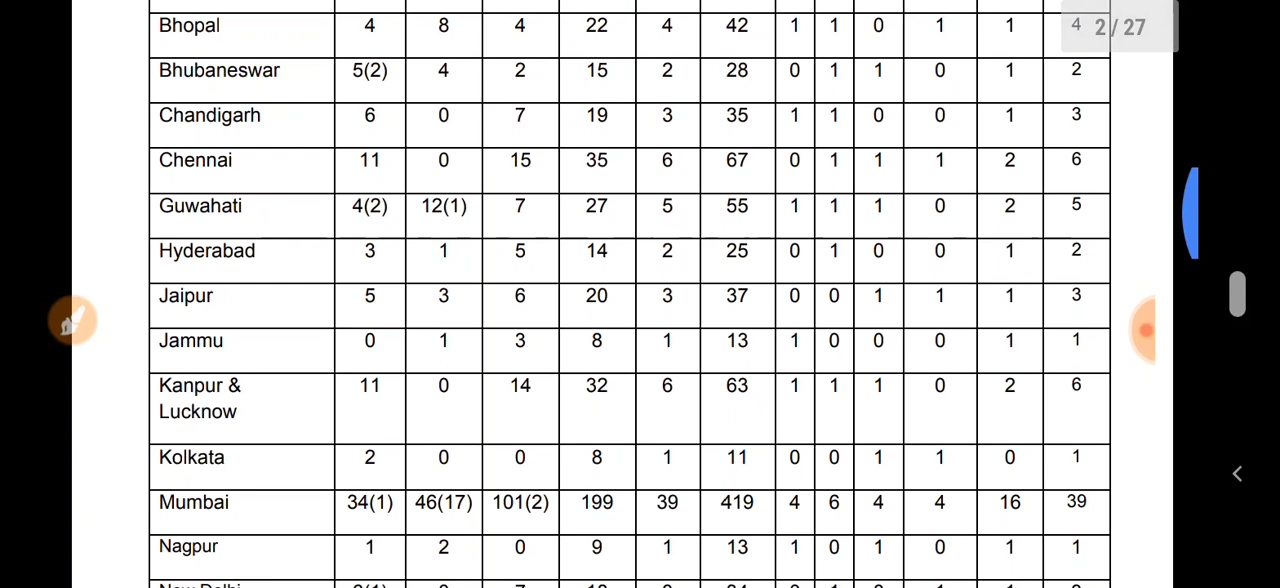 Bhopal 4 8 4 22 4 42 1 1 0 1 1 4
2 / 27
Bhubaneswar 5(2) 4 2 15 2 28 0 1 1 0 1 2
Chandigarh 6 0 7 19 3 35 1 1 0 0 1 3
Chennai 11 0 15 35 6 67 0 1 1 1 2 6
Guwahati 4(2) 12(1) 7 27 5 55 1 1 1 0 2 5
Hyderabad 3 1 5 14 2 25 0 1 0 0 1 2
Jaipur 5 3 6 20 3 37 0 0 1 1 1 3
Jammu 0 1 3 8 1 13 1 0 0 0 1 1
Kanpur & 11 0 14 32 6 63 1 1 1 0 2 6
Lucknow
Kolkata 2 0 0 8 1 11 0 0 1 1 0 1
Mumbai 34(1) 46(17) 101(2) 199 39 419 4 6 4 4 16 39
Nagpur 1 2 0 9 1 13 1 0 1 0 1 1
New Delhi